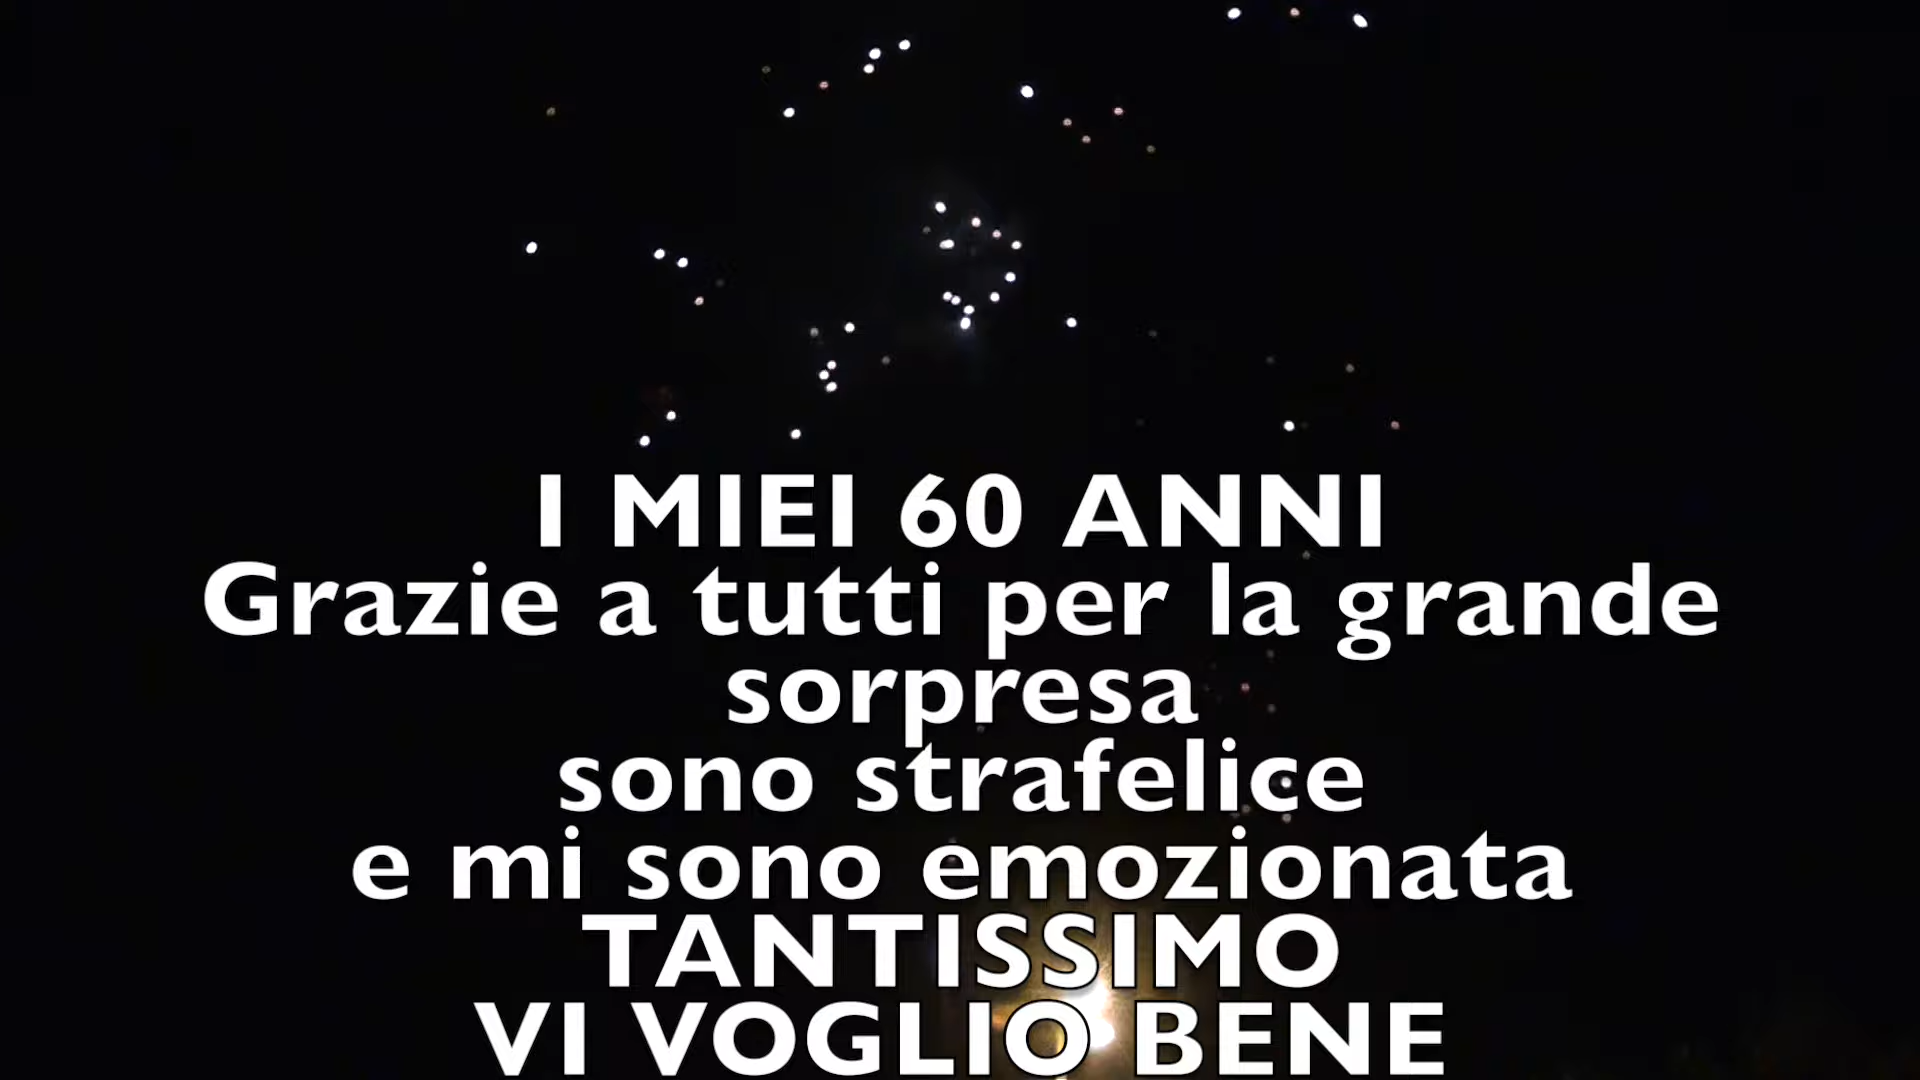 I MIEI 60 ANNI
Grazie a tutti per la grande
sorpresa
sono strafelice
e mi sono emozionata
TANTISSIMO
VI VOGLIO BENE